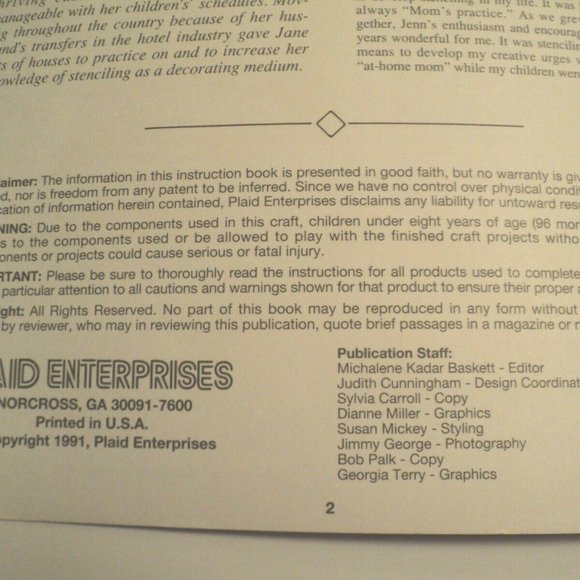 manageable with her children's schedules. Mov-
ing throughout the country because of her hus-
and's transfers in the hotel industry gave Jane
ts of houses to practice on and to increase her
owledge of stenciling as a decorating medium.
always "Mom's practice." As we grew
gether, Jenn's enthusiasm and encourag
years wonderful for me. It was stencilin
means to develop my creative urges w
"at-home mom" while my children were
laimer: The information in this instruction book is presented in good faith, but no warranty is giv
ed, nor is freedom from any patent to be inferred. Since we have no control over physical condit
cation of information herein contained, Plaid Enterprises disclaims any liability for untoward resu
NING: Due to the components used in this craft, children under eight years of age (96 mon
s to the components used or be allowed to play with the finished craft projects withou
ponents or projects could cause serious or fatal injury.
RTANT: Please be sure to thoroughly read the instructions for all products used to complete
particular attention to all cautions and warnings shown for that product to ensure their proper a
ight: All Rights Reserved. No part of this book may be reproduced in any form without
by reviewer, who may in reviewing this publication, quote brief passages in a magazine or n
AID ENTERPRISES
NORCROSS, GA 30091-7600
Printed in U.S.A.
opyright 1991, Plaid Enterprises
Publication Staff:
Michalene Kadar Baskett - Editor
Judith Cunningham - Design Coordinat
Sylvia Carroll - Copy
Dianne Miller - Graphics
Susan Mickey - Styling
Jimmy George - Photography
Bob Palk - Copy
Georgia Terry - Graphics
2